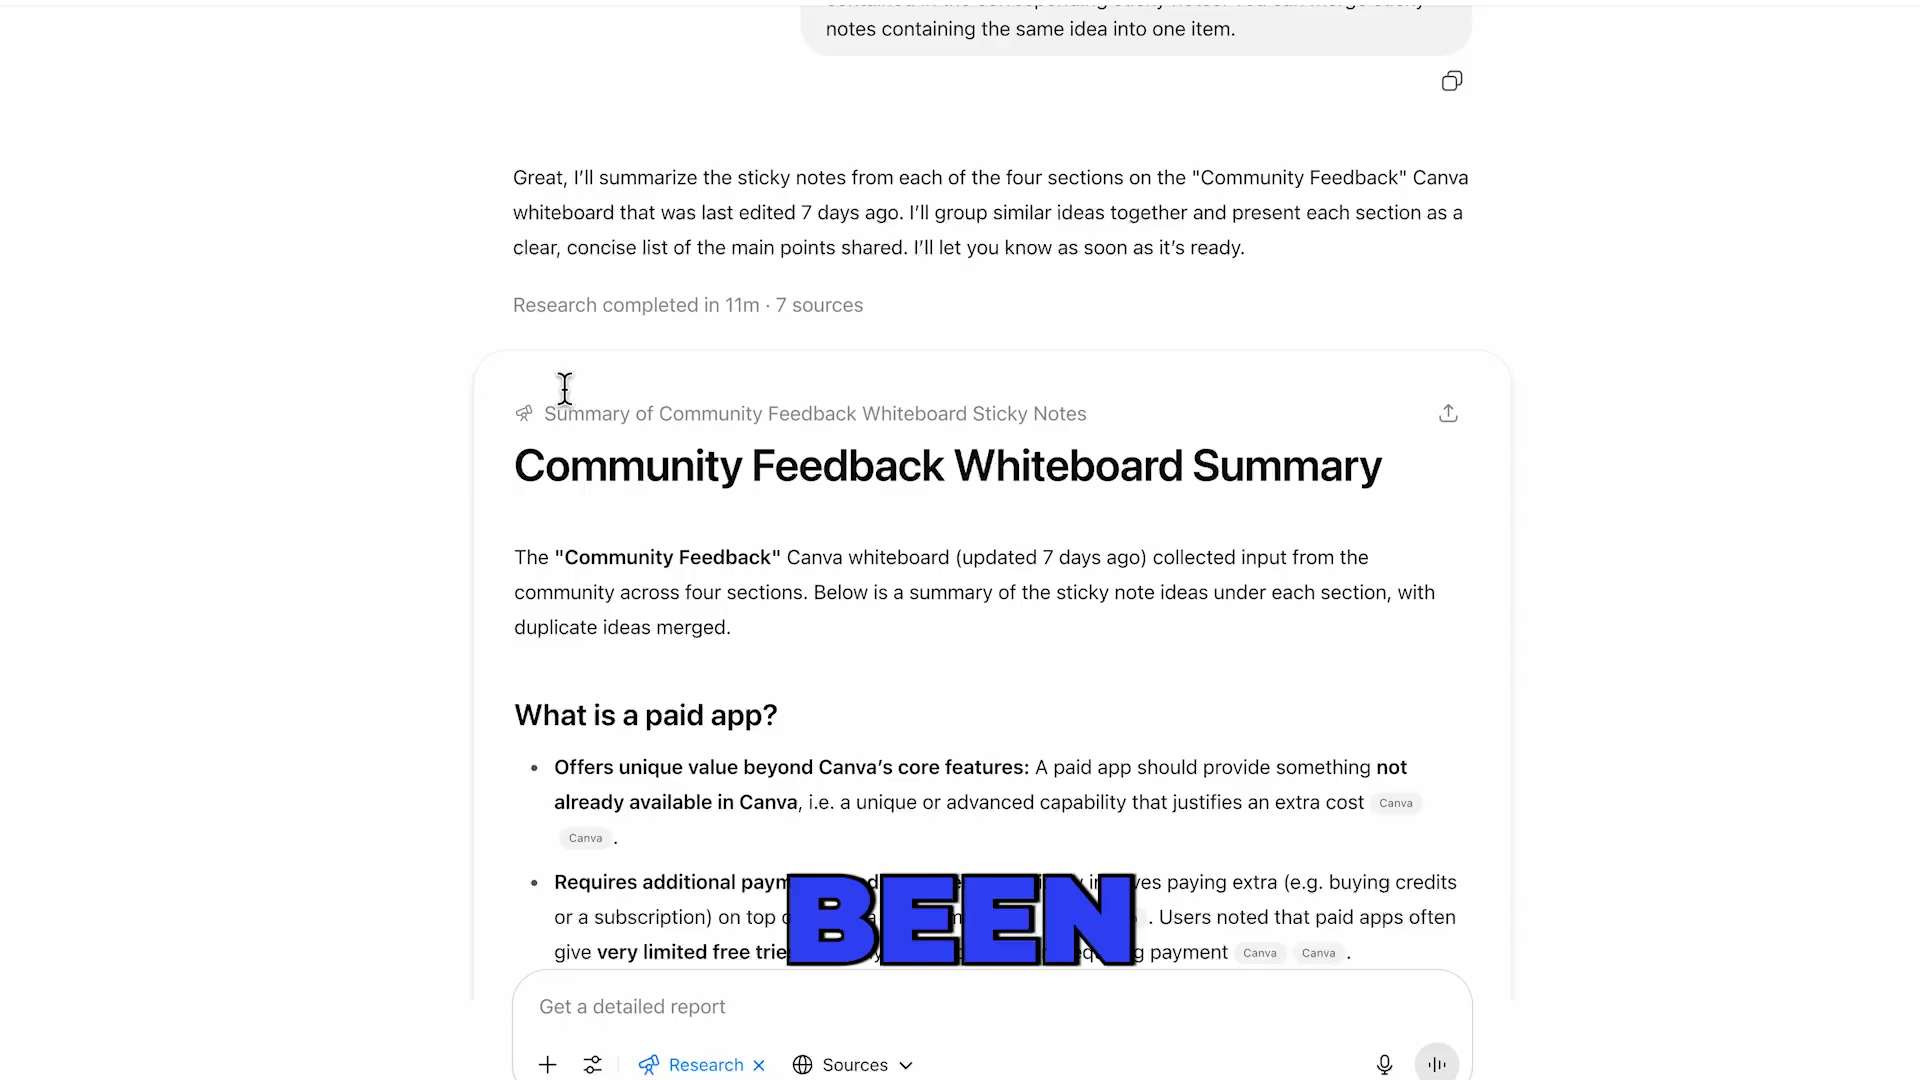 notes containing the same idea into one item.
Great, I'll summarize the sticky notes from each of the four sections on the "Community Feedback" Canva
whiteboard that was last edited 7 days ago. I'll group similar ideas together and present each section as a
clear, concise list of the main points shared. I'll let you know as soon as it's ready.
Research completed in 11m · 7 sources
Summary of Community Feedback Whiteboard Sticky Notes
Community Feedback Whiteboard Summary
The "Community Feedback" Canva whiteboard (updated 7 days ago) collected input from the
community across four sections. Below is a summary of the sticky note ideas under each section, with
duplicate ideas merged.
What is a paid app?
• Offers unique value beyond Canva's core features: A paid app should provide something not
already available in Canva, i.e. a unique or advanced capability that justifies an extra cost Canva
Canva .
• Requires additional paying extra (e.g. buying credits
or a subscription) on top . Users noted that paid apps often
give very limited free payment Canva Canva .
BEEN
Get a detailed report
Research Sources